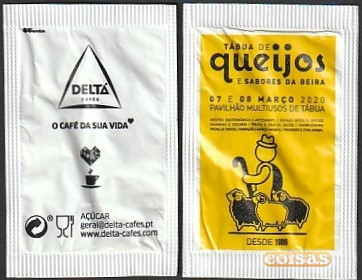 DELTA
CAFÉS
O CAFÉ DA SUA VIDA
AÇÚCAR
geral@delta-cafes.pt
www.delta-cafes.com
TÁBUA DE
queijos
E SABORES DA BEIRA
07 E 08 MARÇO 2020
PAVILHÃO MULTIUSOS DE TÁBUA
DESDE 1989
coisas